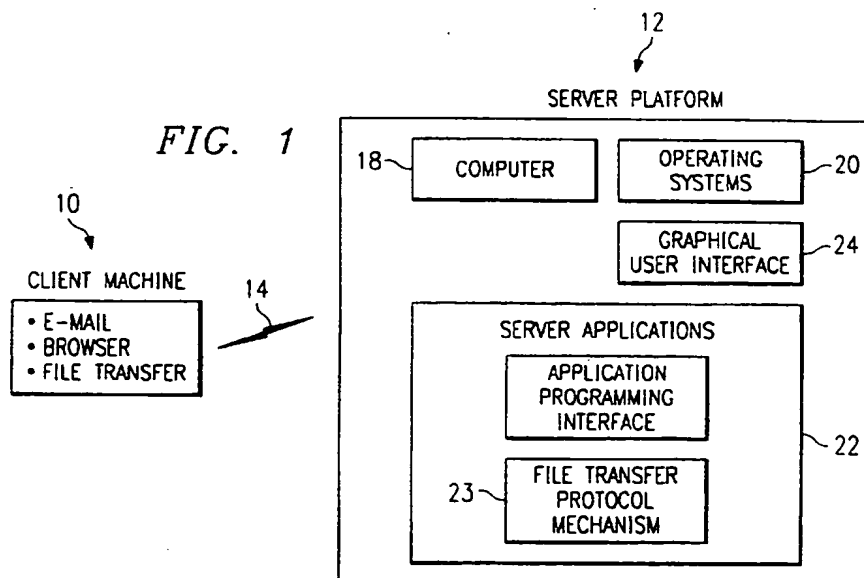 12
SERVER PLATFORM
FIG. 1
18
COMPUTER
OPERATING
SYSTEMS
20
10
GRAPHICAL
USER INTERFACE
24
CLIENT MACHINE
14
• E-MAIL
• BROWSER
• FILE TRANSFER
SERVER APPLICATIONS
APPLICATION
PROGRAMMING
INTERFACE
22
23
FILE TRANSFER
PROTOCOL
MECHANISM